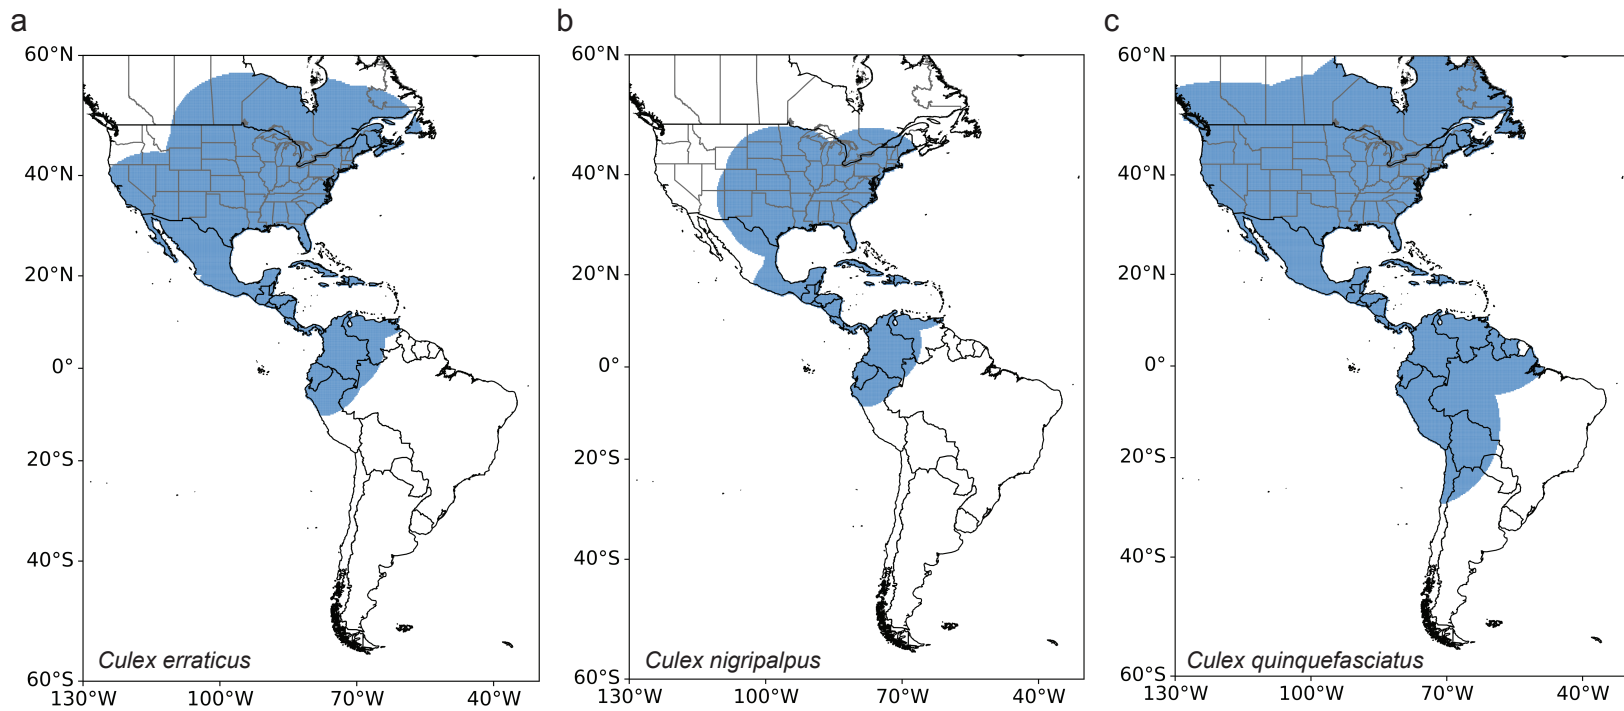 a
60°N
40°N
20°N
0°
20°S
40°S
60°S
130°W
100°W
70°W
40°W
Culex erraticus
b
60°N
40°N
20°N
0°
20°S
40°S
60°S
130°W
100°W
70°W
40°W
Culex nigripalpus
c
60°N
40°N
20°N
0°
20°S
40°S
60°S
130°W
100°W
70°W
40°W
Culex quinquefasciatus